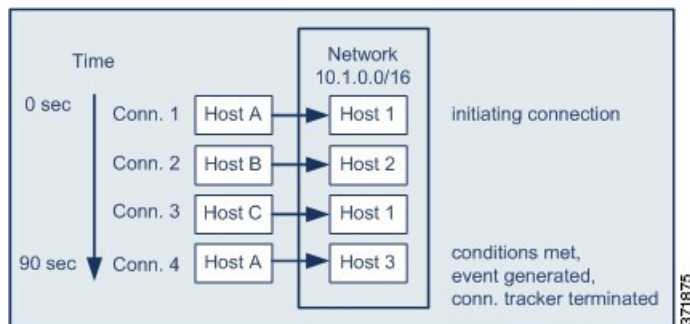 Network
10.1.0.0/16
Time
0 sec
Conn. 1 Host A Host 1 initiating connection
Conn. 2 Host B Host 2
Conn. 3 Host C Host 1
90 sec Conn. 4 Host A Host 3
conditions met,
event generated,
conn. tracker terminated
371875